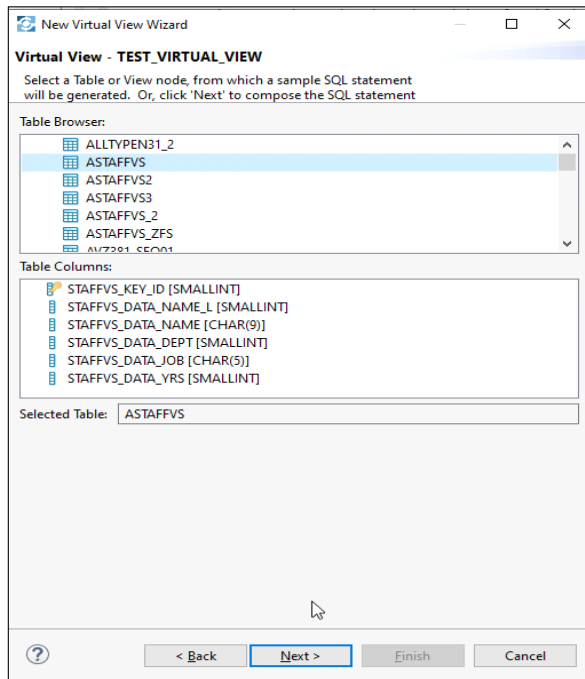 New Virtual View Wizard
Virtual View - TEST_VIRTUAL_VIEW
Select a Table or View node, from which a sample SQL statement
will be generated. Or, click 'Next' to compose the SQL statement
Table Browser:
ALLTYPEN31_2
ASTAFFVS
ASTAFFVS2
ASTAFFVS3
ASTAFFVS_2
ASTAFFVS_ZFS
Table Columns:
STAFFVS_KEY_ID [SMALLINT]
STAFFVS_DATA_NAME_L [SMALLINT]
STAFFVS_DATA_NAME [CHAR(9)]
STAFFVS_DATA_DEPT [SMALLINT]
STAFFVS_DATA_JOB [CHAR(5)]
STAFFVS_DATA_YRS [SMALLINT]
Selected Table: ASTAFFVS
? < Back Next > Finish Cancel